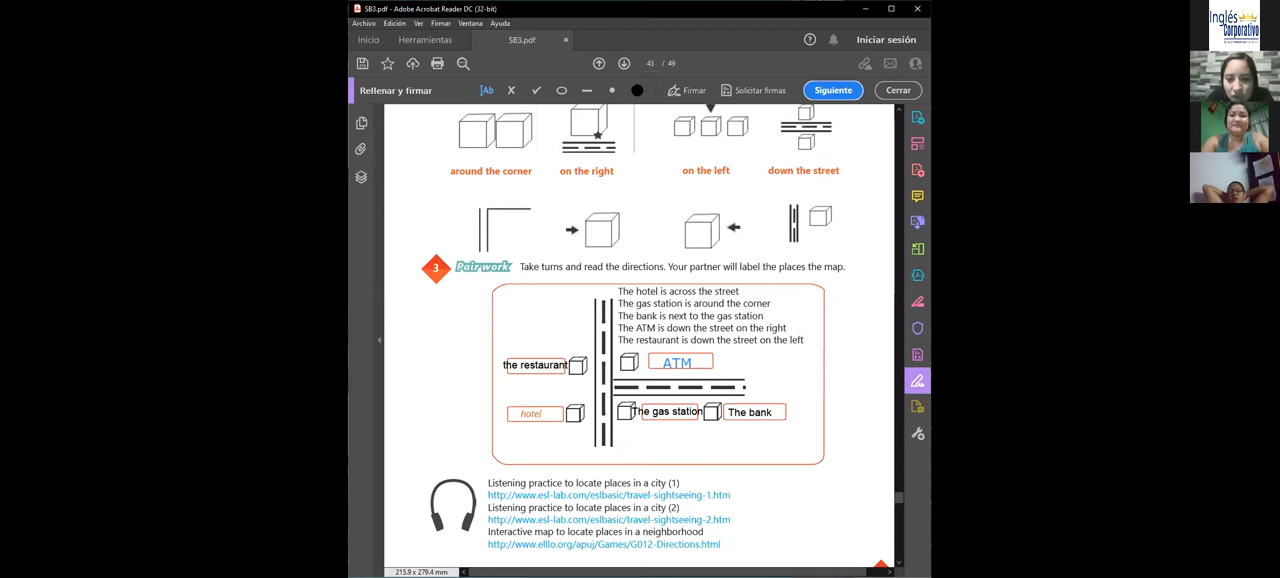 SB3.pdf - Adobe Acrobat Reader DC (32-bit)
Archivo Edición Ver Firmar Ventana Ayuda
Inicio Herramientas SB3.pdf × Iniciar sesión
43 / 49
Rellenar y firmar Ab Firmar Solicitar firmas Siguiente Cerrar
around the corner on the right on the left down the street
3 Pair work Take turns and read the directions. Your partner will label the places the map.
The hotel is across the street
The gas station is around the corner
The bank is next to the gas station
The ATM is down the street on the right
The restaurant is down the street on the left
the restaurant ATM
hotel The gas station The bank
Listening practice to locate places in a city (1)
http://www.esl-lab.com/eslbasic/travel-sightseeing-1.htm
Listening practice to locate places in a city (2)
http://www.esl-lab.com/eslbasic/travel-sightseeing-2.htm
Interactive map to locate places in a neighborhood
http://www.elllo.org/apuj/Games/G012-Directions.html
215.9 x 279.4 mm
Inglés
Corporativo